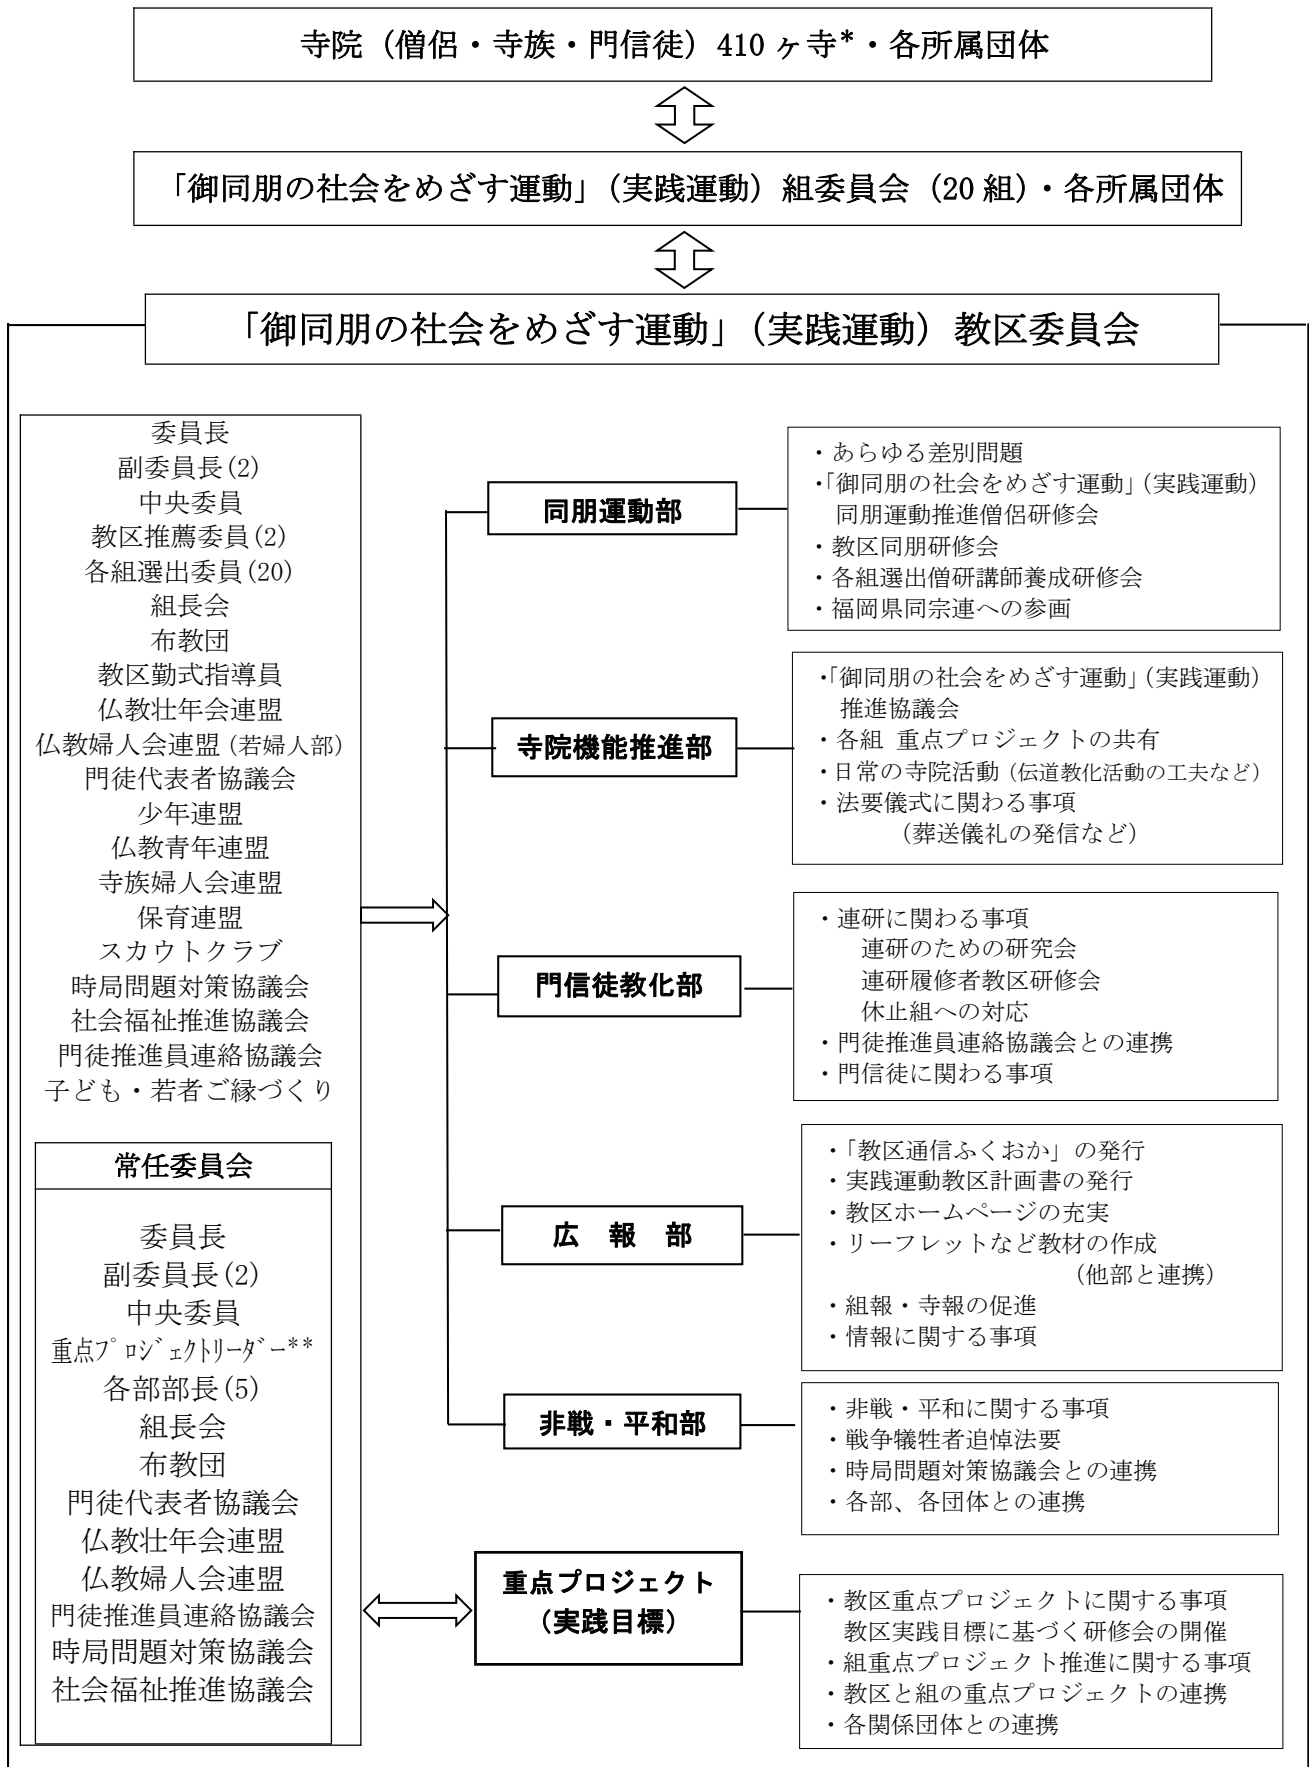 寺院（僧侶・寺族・門信徒）410ヶ寺*・各所属団体
「御同朋の社会をめざす運動」（実践運動）組委員会（20組）・各所属団体
「御同朋の社会をめざす運動」（実践運動）教区委員会
委員長
副委員長(2)
中央委員
教区推薦委員(2)
各組選出委員(20)
組長会
布教団
教区勤式指導員
仏教壮年会連盟
仏教婦人会連盟（若婦人部）
門徒代表者協議会
少年連盟
仏教青年連盟
寺族婦人会連盟
保育連盟
スカウトクラブ
時局問題対策協議会
社会福祉推進協議会
門徒推進員連絡協議会
子ども・若者ご縁づくり
常任委員会
委員長
副委員長(2)
中央委員
重点ﾌﾟﾛｼﾞｪｸﾄﾘｰﾀﾞｰ**
各部部長(5)
組長会
布教団
門徒代表者協議会
仏教壮年会連盟
仏教婦人会連盟
門徒推進員連絡協議会
時局問題対策協議会
社会福祉推進協議会
同朋運動部
・あらゆる差別問題
・「御同朋の社会をめざす運動」（実践運動）
同朋運動推進僧侶研修会
・教区同朋研修会
・各組選出僧研講師養成研修会
・福岡県同宗連への参画
寺院機能推進部
・「御同朋の社会をめざす運動」（実践運動）
推進協議会
・各組 重点プロジェクトの共有
・日常の寺院活動（伝道教化活動の工夫など）
・法要儀式に関わる事項
（葬送儀礼の発信など）
門信徒教化部
・連研に関わる事項
連研のための研究会
連研履修者教区研修会
休止組への対応
・門徒推進員連絡協議会との連携
・門信徒に関わる事項
広　報　部
・「教区通信ふくおか」の発行
・実践運動教区計画書の発行
・教区ホームページの充実
・リーフレットなど教材の作成
（他部と連携）
・組報・寺報の促進
・情報に関する事項
非戦・平和部
・非戦・平和に関する事項
・戦争犠牲者追悼法要
・時局問題対策協議会との連携
・各部、各団体との連携
重点プロジェクト
（実践目標）
・教区重点プロジェクトに関する事項
教区実践目標に基づく研修会の開催
・組重点プロジェクト推進に関する事項
・教区と組の重点プロジェクトの連携
・各関係団体との連携